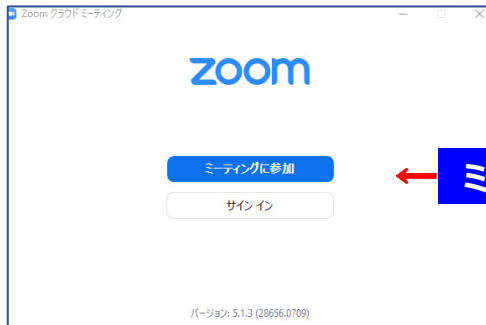 Zoom クラウド ミーティング
zoom
ミーティングに参加
ミ
サイン イン
バージョン: 5.1.3 (28656.0709)